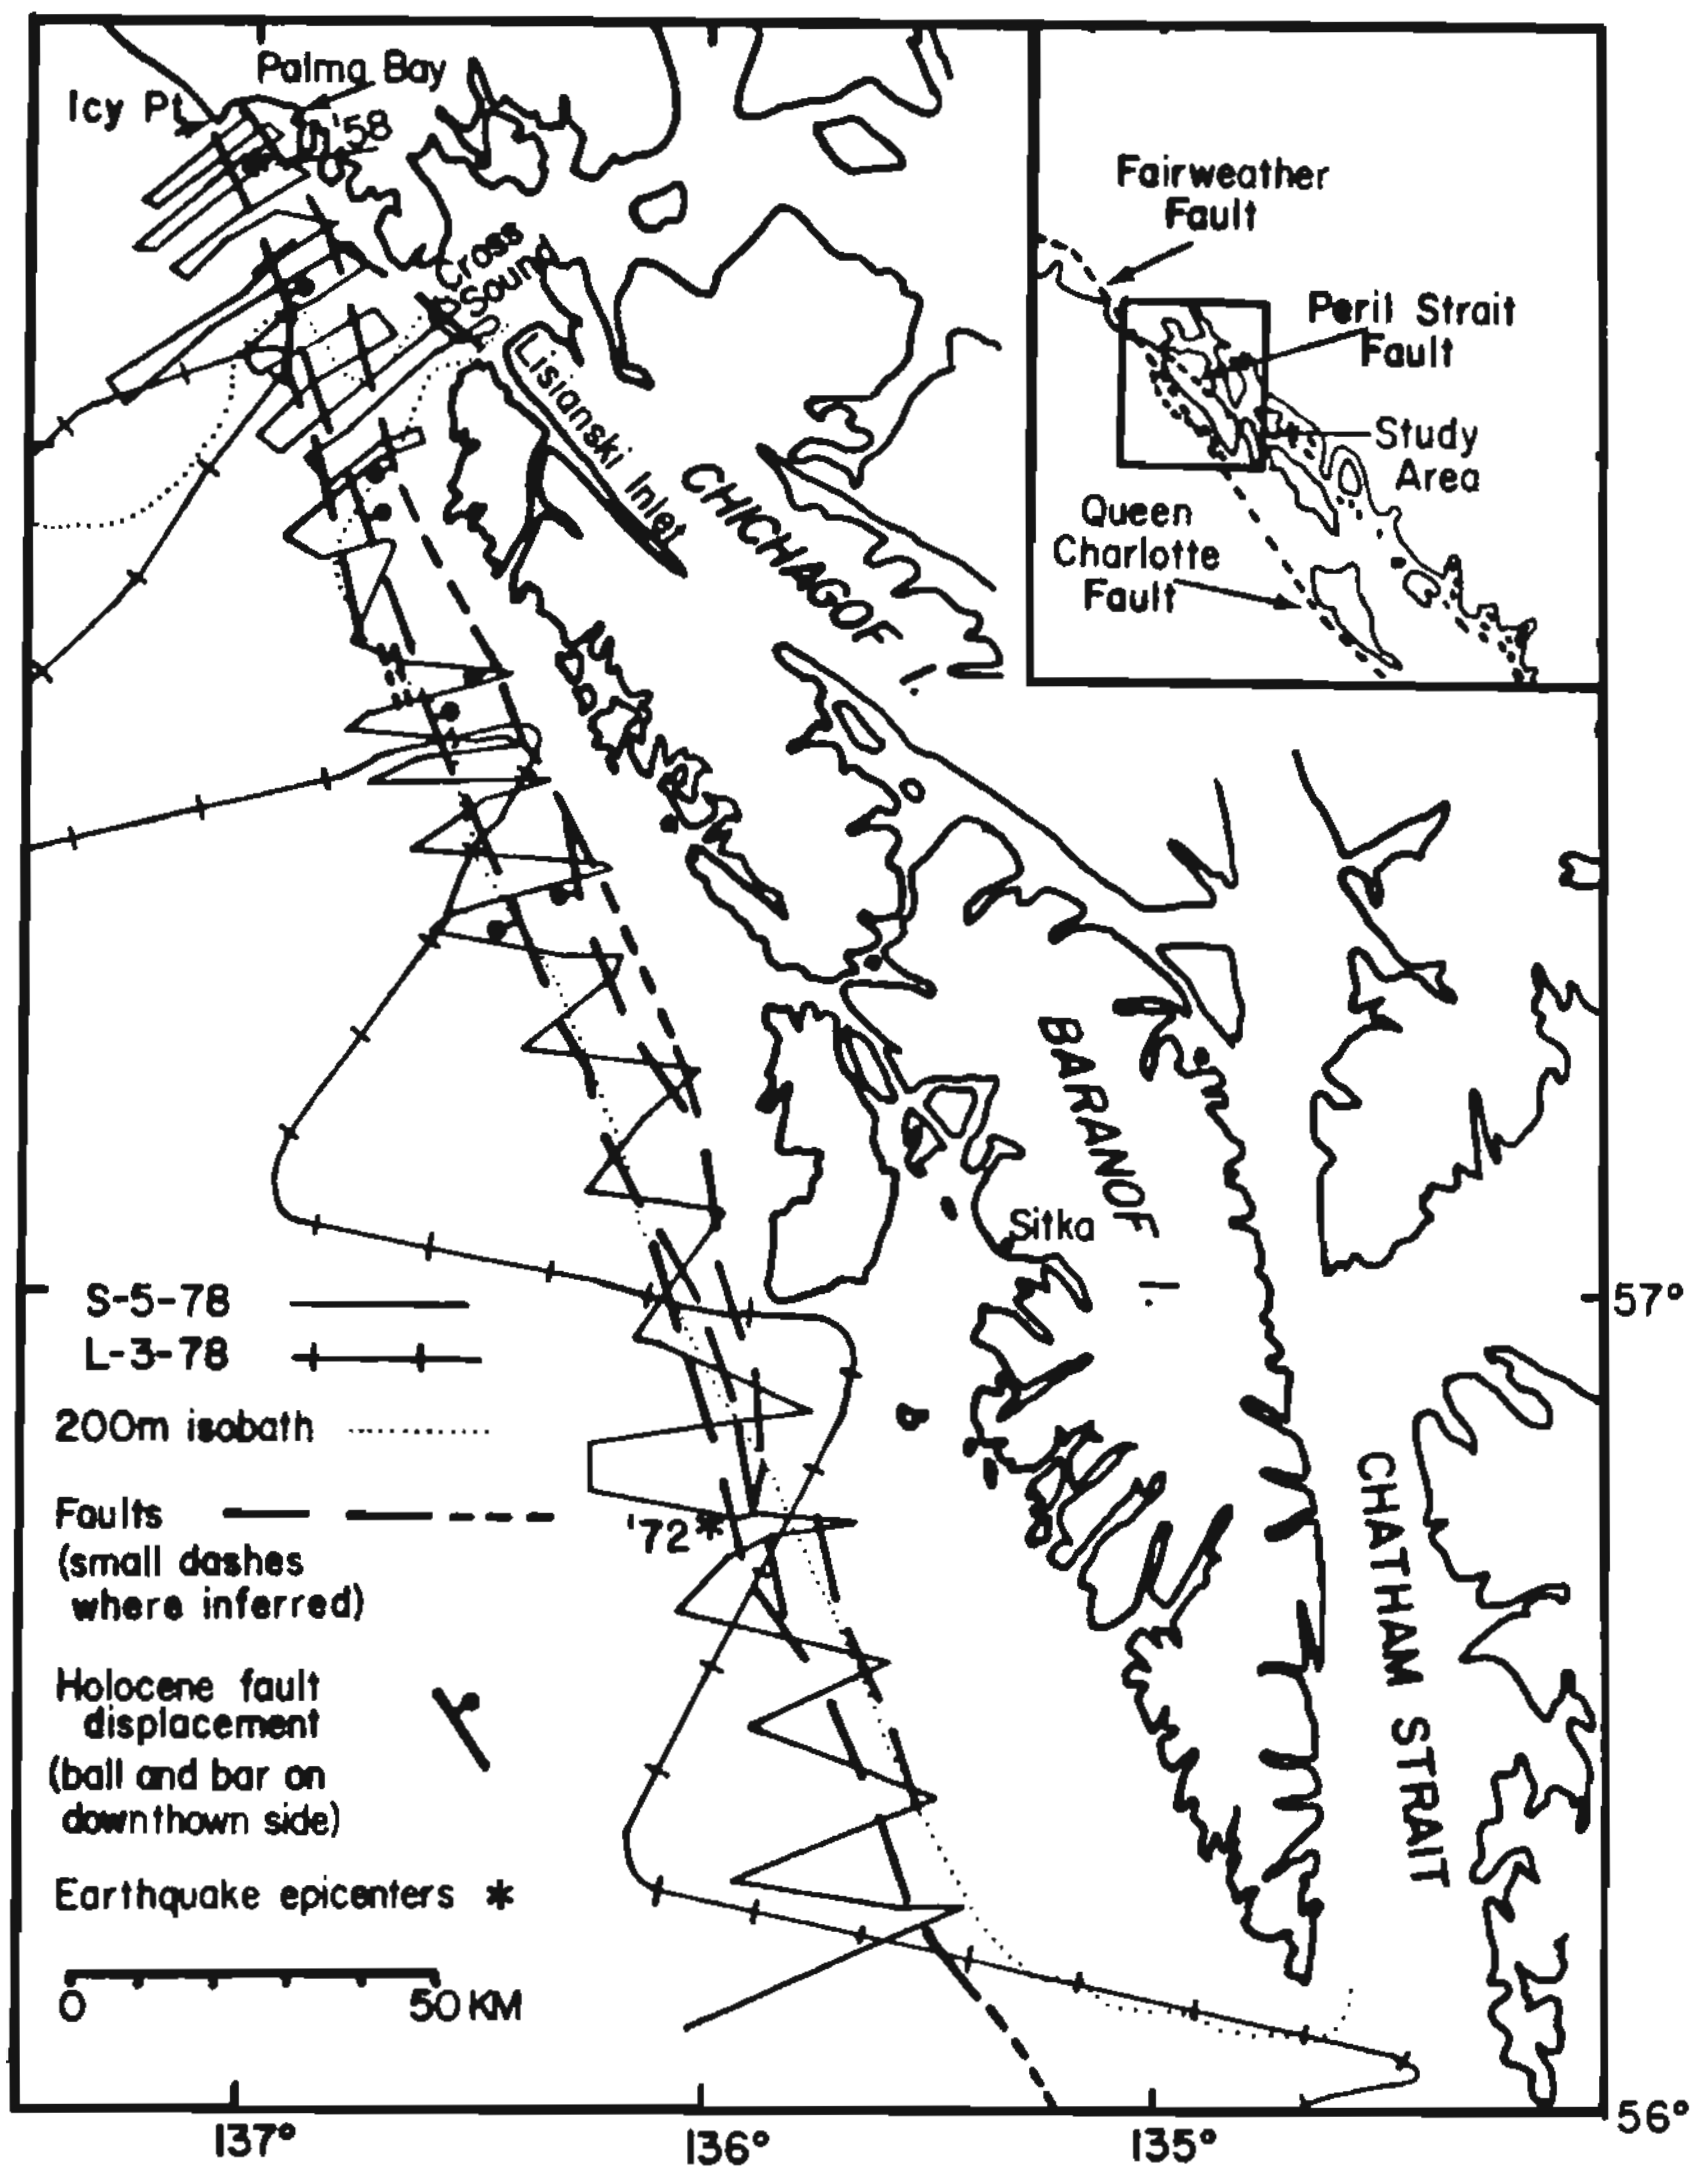 Palma Bay
Icy Pt.
'58
Cross
Sound
Lisianski Inlet
CHICHAGOF
I.
Fairweather
Fault
Peril Strait
Fault
Study
Area
Queen
Charlotte
Fault
BARANOF
I.
Sitka
CHATHAM STRAIT
S-5-78
L-3-78
200m isobath
Faults
(small dashes
where inferred)
'72*
Holocene fault
displacement
(ball and bar on
downthown side)
Earthquake epicenters *
0
50 KM
57°
56°
137°
136°
135°